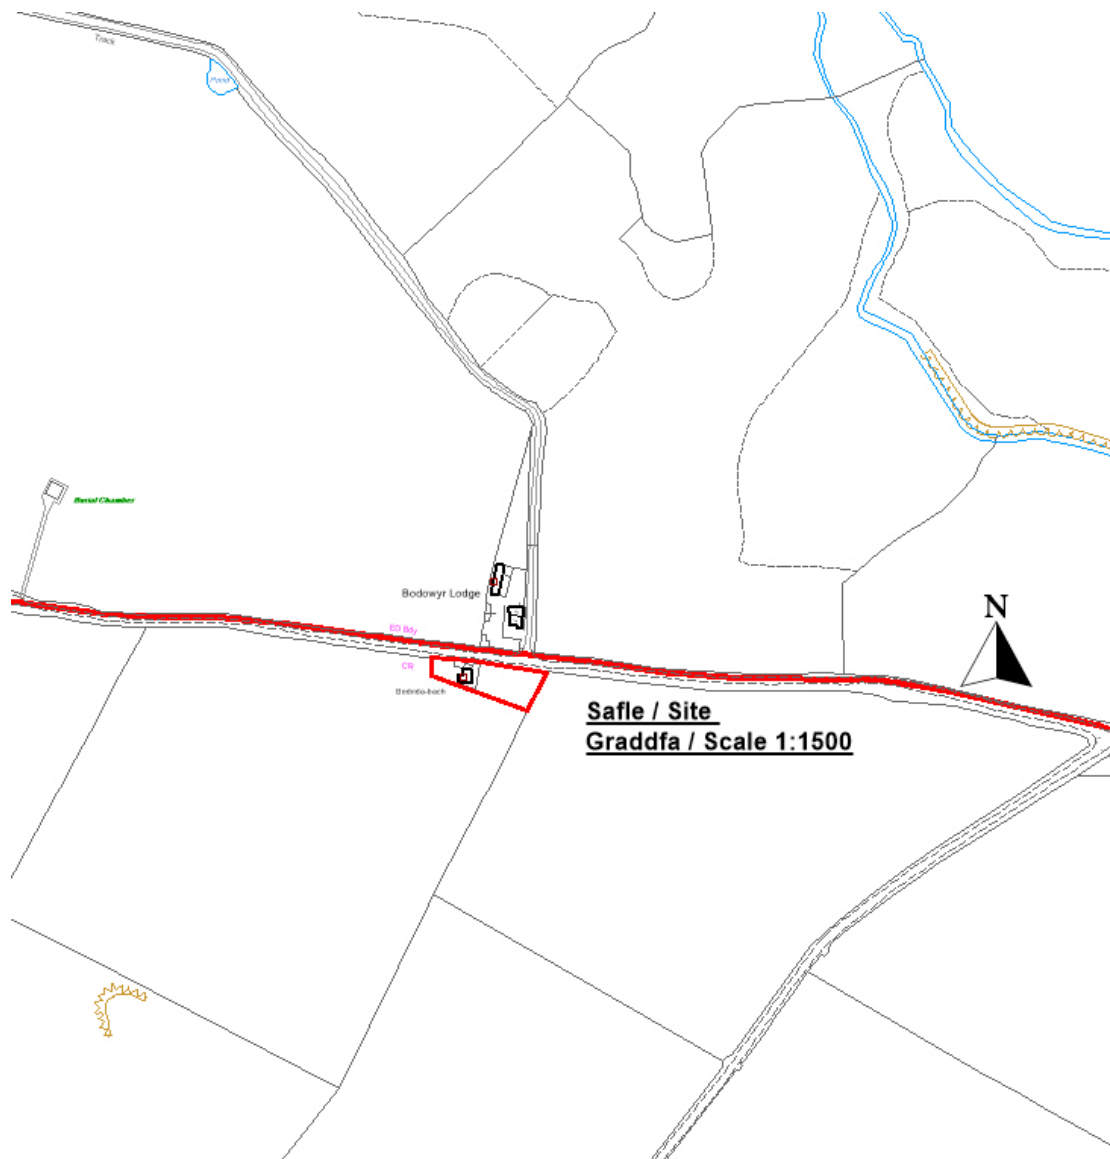 Track
Pond
Burial Chamber
Bodowyr Lodge
ED Bdy
CR
N
Safle / Site
Graddfa / Scale 1:1500